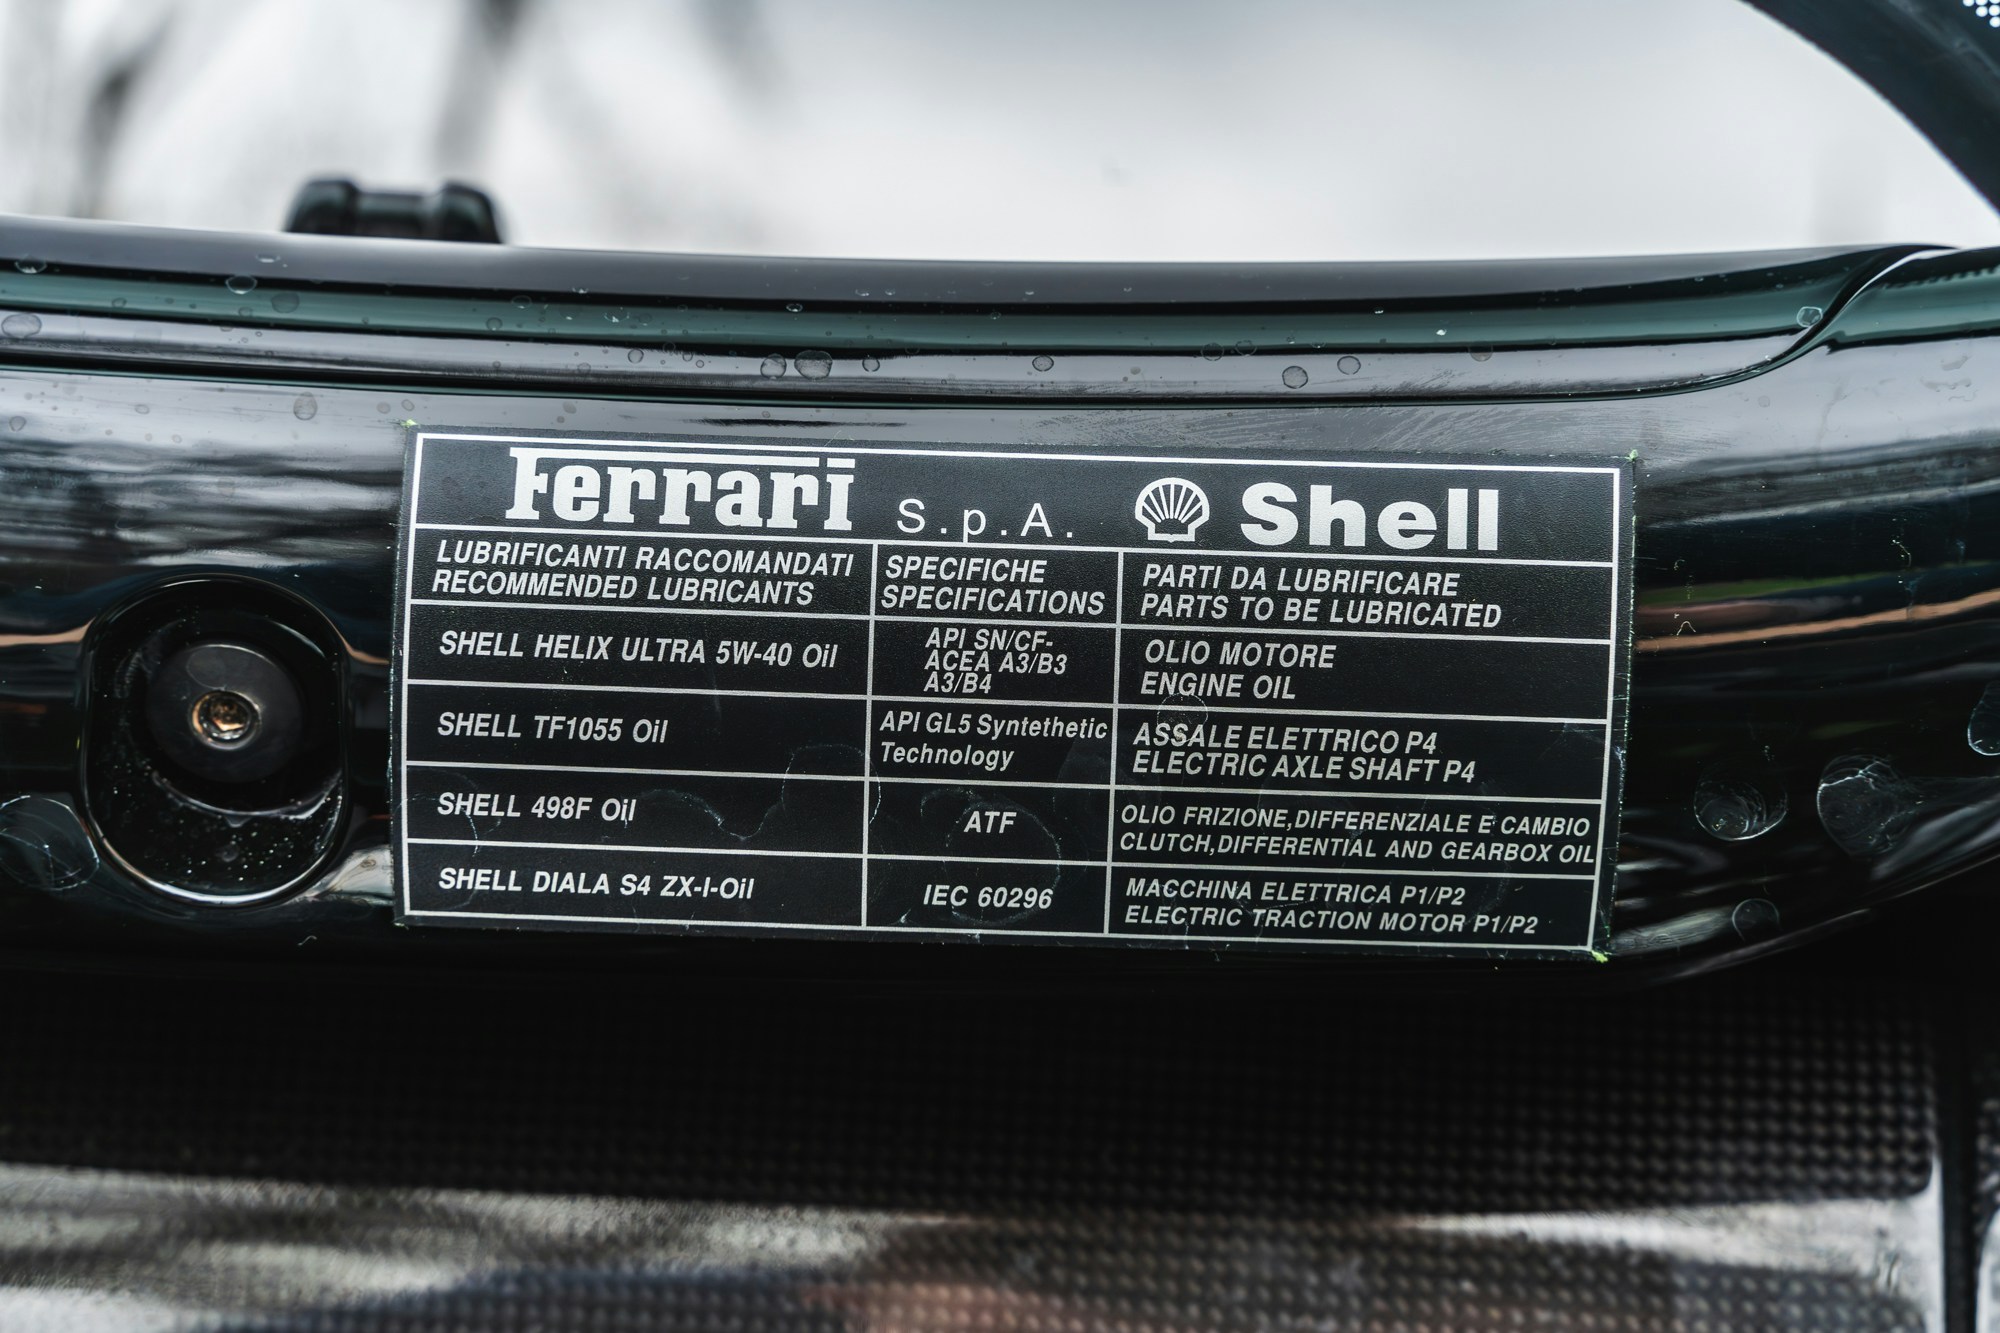 Ferrari S.p.A. Shell
LUBRIFICANTI RACCOMANDATI
RECOMMENDED LUBRICANTS
SPECIFICHE
SPECIFICATIONS
PARTI DA LUBRIFICARE
PARTS TO BE LUBRICATED
SHELL HELIX ULTRA 5W-40 Oil
API SN/CF-
ACEA A3/B3
A3/B4
OLIO MOTORE
ENGINE OIL
SHELL TF1055 Oil
API GL5 Syntethetic
Technology
ASSALE ELETTRICO P4
ELECTRIC AXLE SHAFT P4
SHELL 498F Oil
ATF
OLIO FRIZIONE,DIFFERENZIALE E CAMBIO
CLUTCH,DIFFERENTIAL AND GEARBOX OIL
SHELL DIALA S4 ZX-I-Oil
IEC 60296
MACCHINA ELETTRICA P1/P2
ELECTRIC TRACTION MOTOR P1/P2